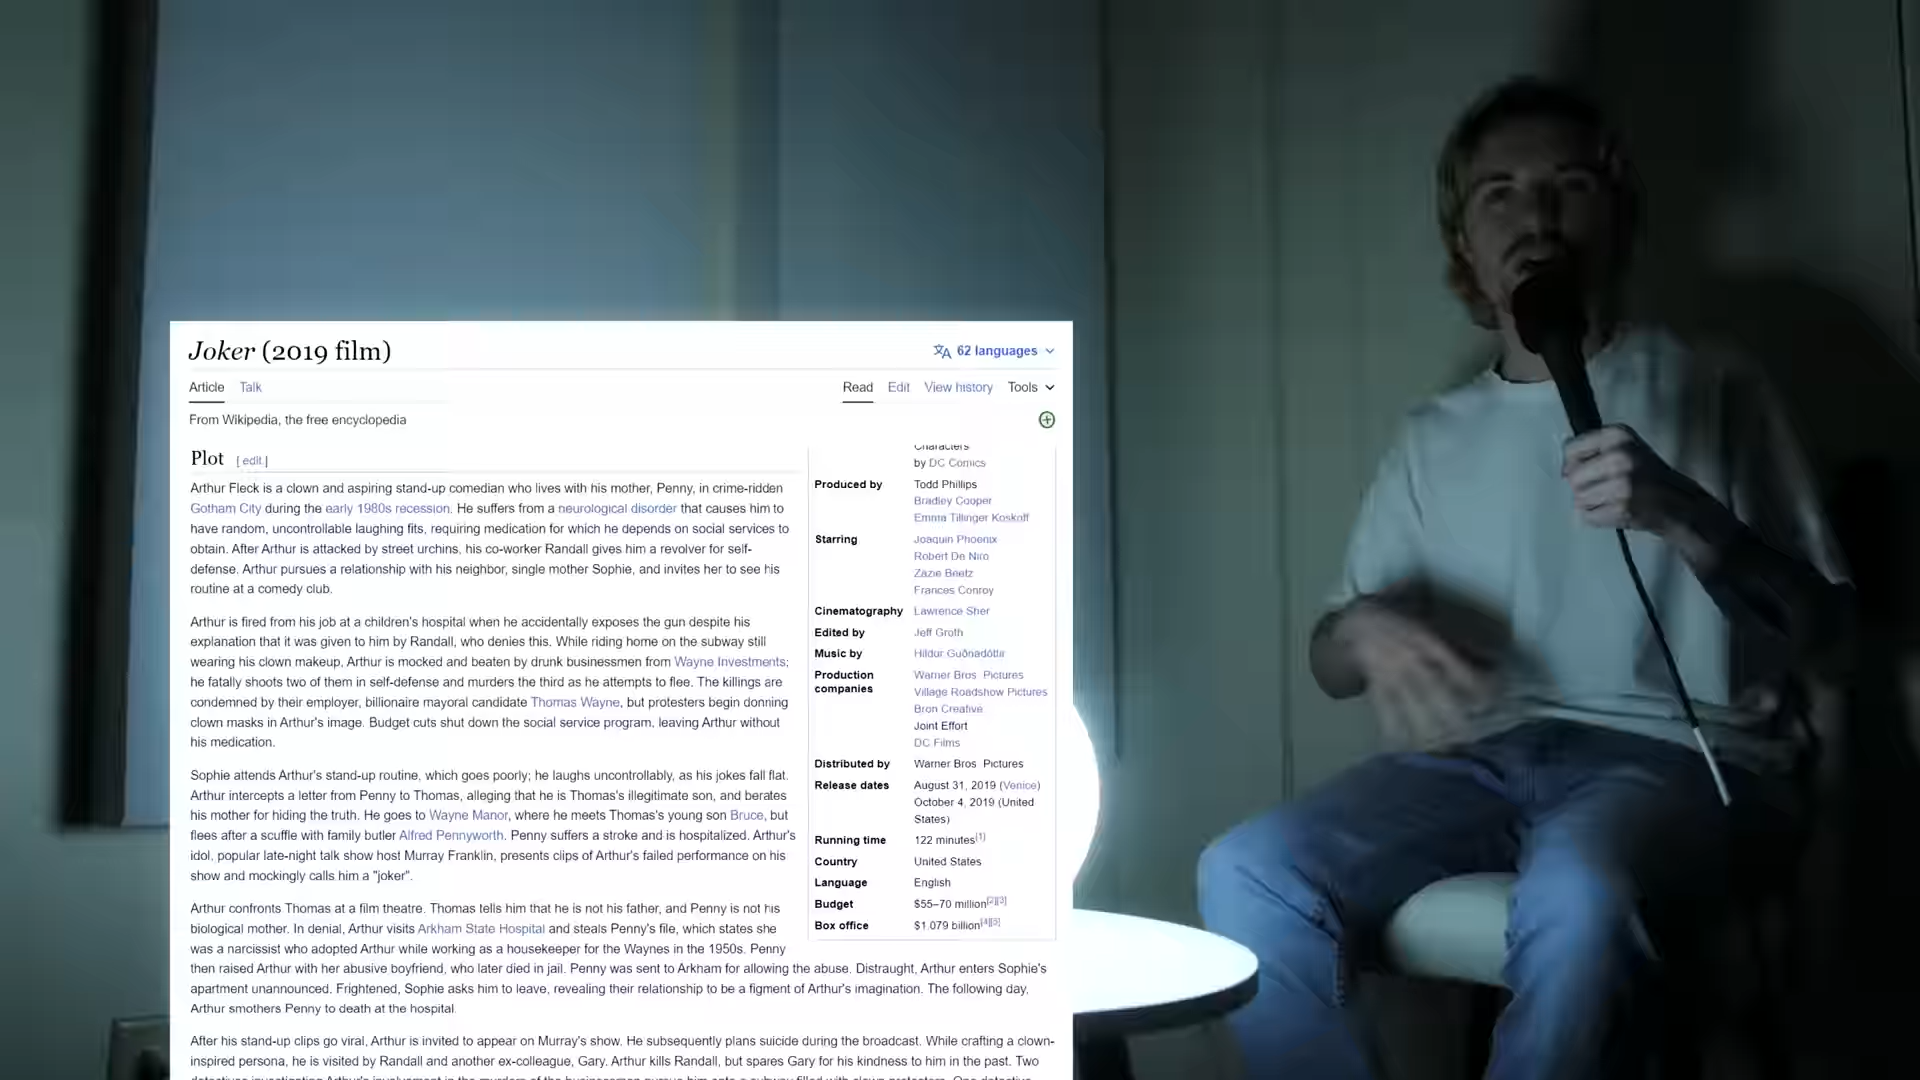 Joker (2019 film)
62 languages
Article Talk
Read Edit View history Tools
From Wikipedia, the free encyclopedia
Plot [ edit ]
Arthur Fleck is a clown and aspiring stand-up comedian who lives with his mother, Penny, in crime-ridden
Gotham City during the early 1980s recession. He suffers from a neurological disorder that causes him to
have random, uncontrollable laughing fits, requiring medication for which he depends on social services to
obtain. After Arthur is attacked by street urchins, his co-worker Randall gives him a revolver for self-
defense. Arthur pursues a relationship with his neighbor, single mother Sophie, and invites her to see his
routine at a comedy club.
Arthur is fired from his job at a children's hospital when he accidentally exposes the gun despite his
explanation that it was given to him by Randall, who denies this. While riding home on the subway still
wearing his clown makeup, Arthur is mocked and beaten by drunk businessmen from Wayne Investments;
he fatally shoots two of them in self-defense and murders the third as he attempts to flee. The killings are
condemned by their employer, billionaire mayoral candidate Thomas Wayne, but protesters begin donning
clown masks in Arthur's image. Budget cuts shut down the social service program, leaving Arthur without
his medication.
Sophie attends Arthur's stand-up routine, which goes poorly; he laughs uncontrollably, as his jokes fall flat.
Arthur intercepts a letter from Penny to Thomas, alleging that he is Thomas's illegitimate son, and berates
his mother for hiding the truth. He goes to Wayne Manor, where he meets Thomas's young son Bruce, but
flees after a scuffle with family butler Alfred Pennyworth. Penny suffers a stroke and is hospitalized. Arthur's
idol, popular late-night talk show host Murray Franklin, presents clips of Arthur's failed performance on his
show and mockingly calls him a "joker".
Arthur confronts Thomas at a film theatre. Thomas tells him that he is not his father, and Penny is not his
biological mother. In denial, Arthur visits Arkham State Hospital and steals Penny's file, which states she
was a narcissist who adopted Arthur while working as a housekeeper for the Waynes in the 1950s. Penny
then raised Arthur with her abusive boyfriend, who later died in jail. Penny was sent to Arkham for allowing the abuse. Distraught, Arthur enters Sophie's
apartment unannounced. Frightened, Sophie asks him to leave, revealing their relationship to be a figment of Arthur's imagination. The following day,
Arthur smothers Penny to death at the hospital.
After his stand-up clips go viral, Arthur is invited to appear on Murray's show. He subsequently plans suicide during the broadcast. While crafting a clown-
inspired persona, he is visited by Randall and another ex-colleague, Gary. Arthur kills Randall, but spares Gary for his kindness to him in the past. Two
Characters
by DC Comics
Produced by Todd Phillips
Bradley Cooper
Emma Tillinger Koskoff
Starring Joaquin Phoenix
Robert De Niro
Zazie Beetz
Frances Conroy
Cinematography Lawrence Sher
Edited by Jeff Groth
Music by Hildur Guðnadóttir
Production Warner Bros. Pictures
companies Village Roadshow Pictures
Bron Creative
Joint Effort
DC Films
Distributed by Warner Bros. Pictures
Release dates August 31, 2019 (Venice)
October 4, 2019 (United
States)
Running time 122 minutes[1]
Country United States
Language English
Budget $55–70 million[2][3]
Box office $1.079 billion[4][5]